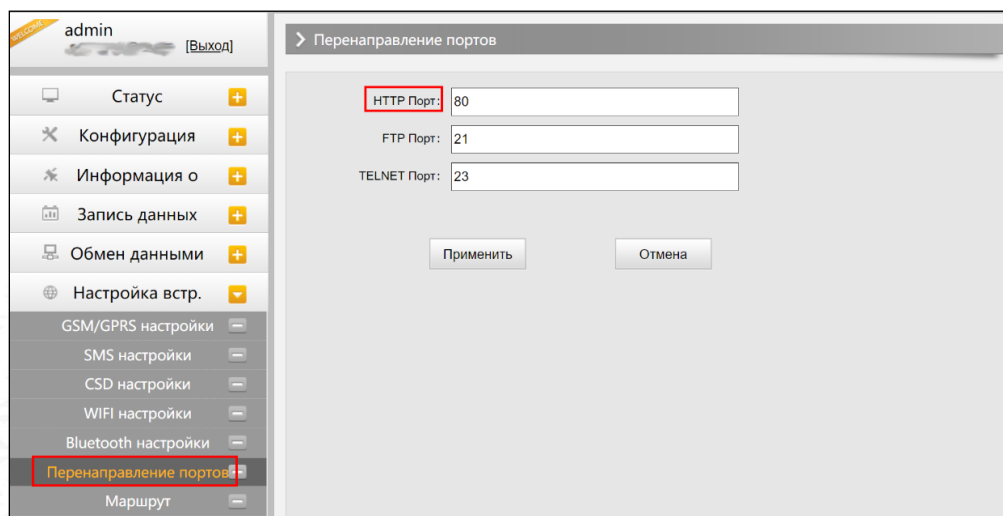 WELCOME
admin
[Выход]
Статус
Конфигурация
Информация о
Запись данных
Обмен данными
Настройка встр.
GSM/GPRS настройки
SMS настройки
CSD настройки
WIFI настройки
Bluetooth настройки
Перенаправление портов
Маршрут
Перенаправление портов
HTTP Порт: 80
FTP Порт: 21
TELNET Порт: 23
Применить Отмена